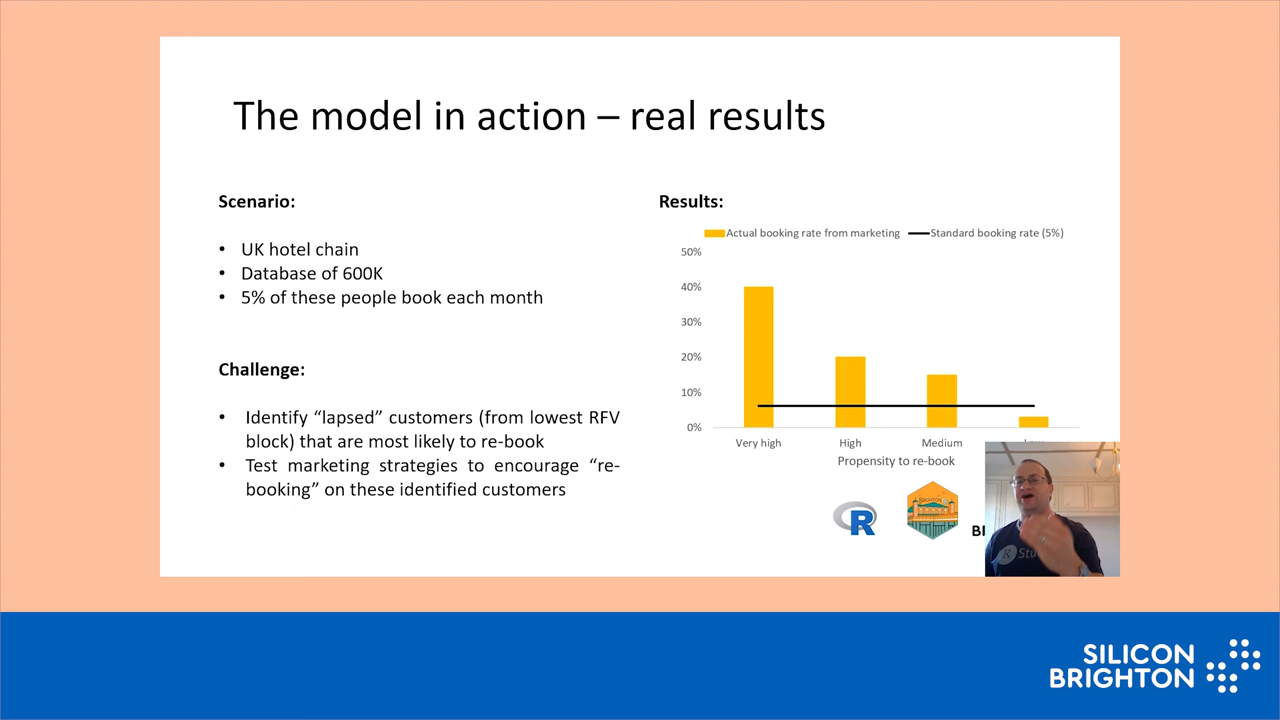 The model in action – real results
Scenario:
• UK hotel chain
• Database of 600K
• 5% of these people book each month
Challenge:
• Identify “lapsed” customers (from lowest RFV
block) that are most likely to re-book
• Test marketing strategies to encourage “re-
booking” on these identified customers
Results:
Actual booking rate from marketing
Standard booking rate (5%)
50%
40%
30%
20%
10%
0%
Very high
High
Medium
Propensity to re-book
R
BRIGHTON
R Stu
SILICON
BRIGHTON